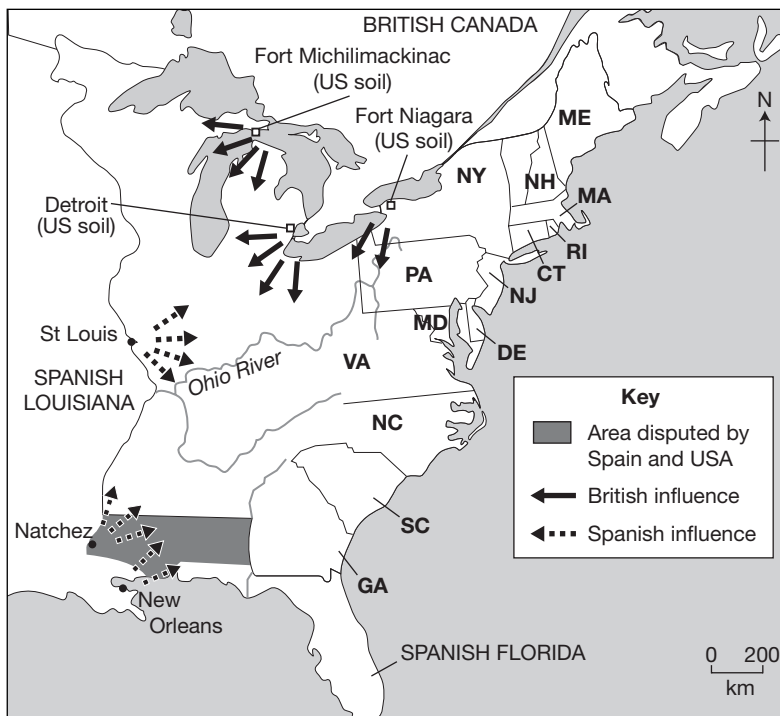 BRITISH CANADA
Fort Michilimackinac
(US soil)
Fort Niagara
(US soil)
N
ME
NY
NH
MA
Detroit
(US soil)
RI
CT
PA
NJ
MD
St Louis
DE
VA
Ohio River
SPANISH
LOUISIANA
NC
Key
Area disputed by
Spain and USA
British influence
Spanish influence
SC
Natchez
GA
New
Orleans
SPANISH FLORIDA
0 200
km